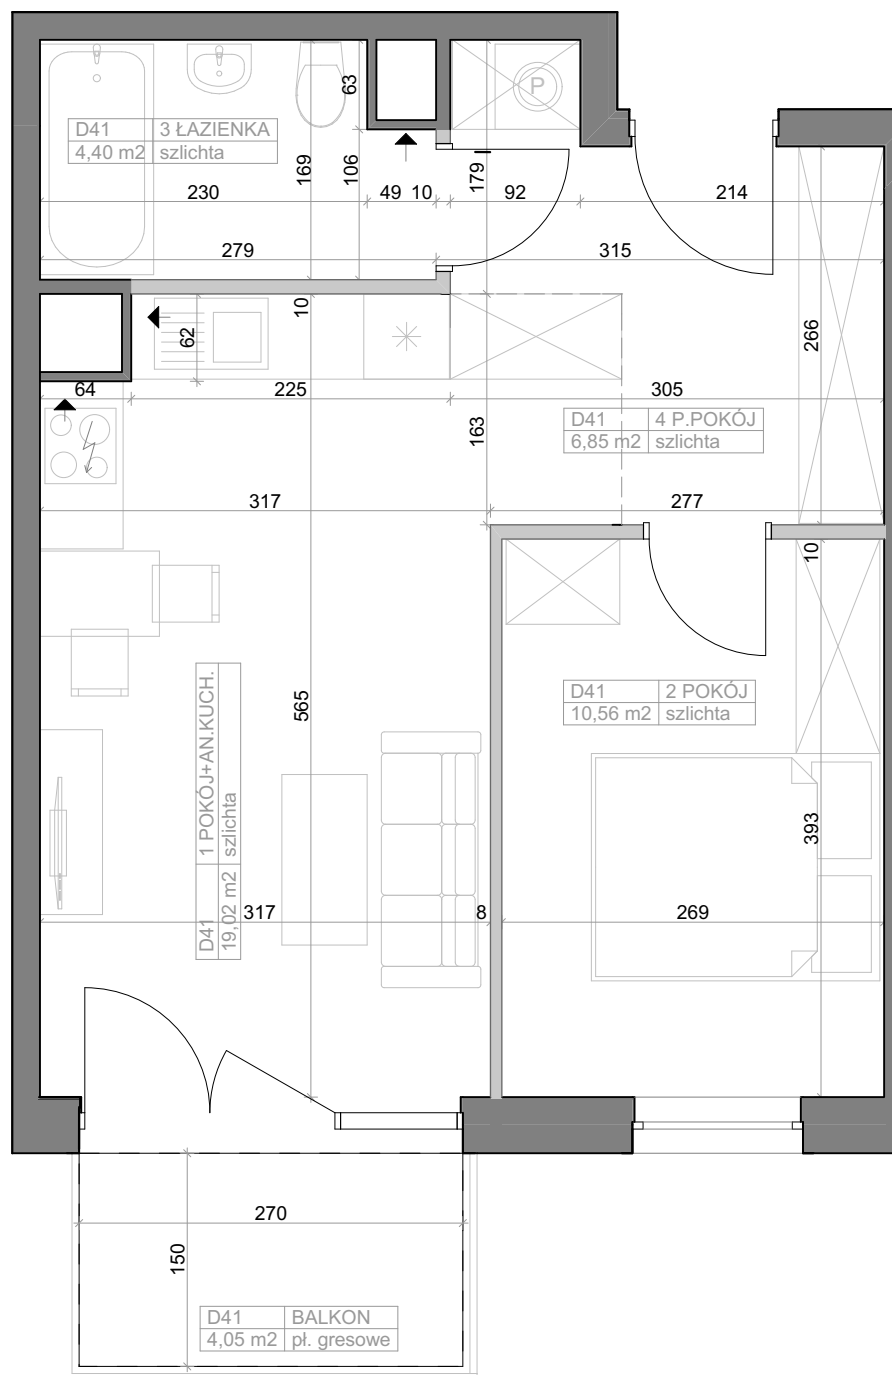 P
63
D41 3 ŁAZIENKA
4,40 m2 szlichta
169
106
179
230
49 10
92
214
279
315
10
62
266
64
225
305
163
D41 4 P.POKÓJ
6,85 m2 szlichta
317
277
10
565
D41 1 POKÓJ+AN.KUCH.
19,02 m2 szlichta
D41 2 POKÓJ
10,56 m2 szlichta
393
317
8
269
270
150
D41 BALKON
4,05 m2 pł. gresowe